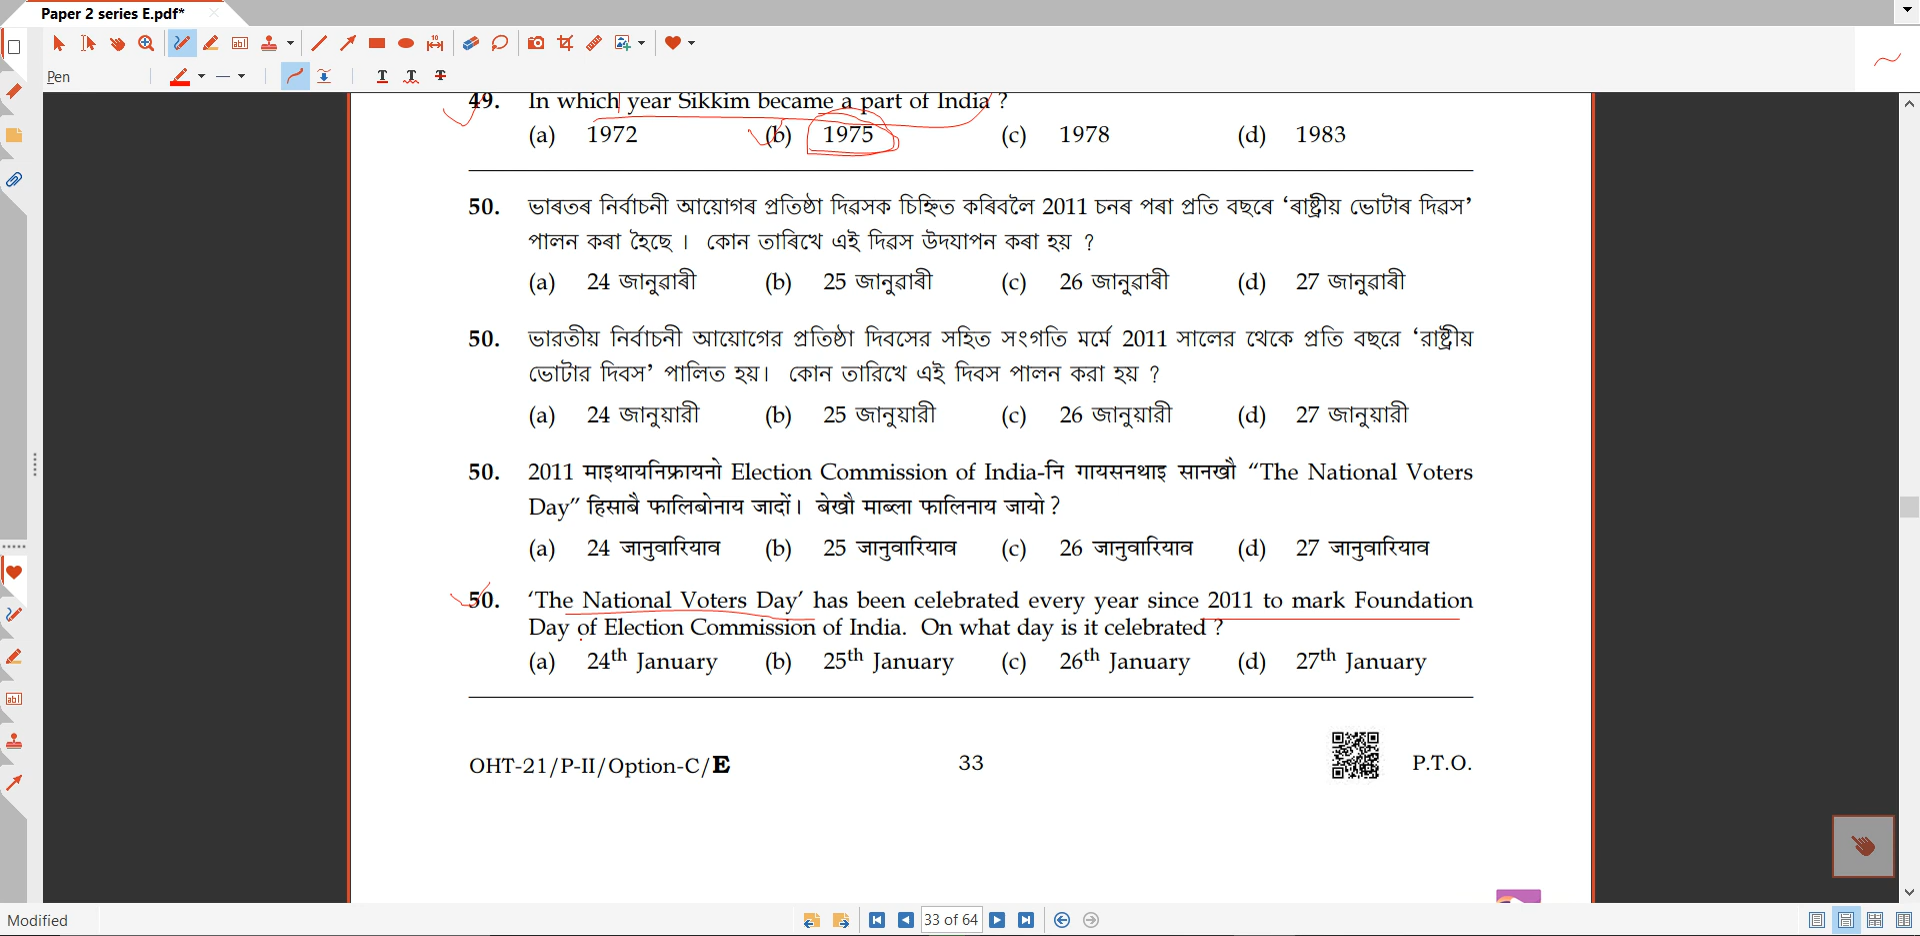 Paper 2 series E.pdf*
Pen
49. In which year Sikkim became a part of India ?
(a) 1972 (b) 1975 (c) 1978 (d) 1983
50. ভাৰতৰ নিৰ্বাচনী আয়োগৰ প্ৰতিষ্ঠা দিৱসক চিহ্নিত কৰিবলৈ 2011 চনৰ পৰা প্ৰতি বছৰে ‘ৰাষ্ট্ৰীয় ভোটাৰ দিৱস’
পালন কৰা হৈছে । কোন তাৰিখে এই দিৱস উদযাপন কৰা হয় ?
(a) 24 জানুৱাৰী (b) 25 জানুৱাৰী (c) 26 জানুৱাৰী (d) 27 জানুৱাৰী
50. ভারতীয় নির্বাচনী আয়োগের প্রতিষ্ঠা দিবসের সহিত সংগতি মর্মে 2011 সালের থেকে প্রতি বছরে ‘রাষ্ট্রীয়
ভোটার দিবস’ পালিত হয়। কোন তারিখে এই দিবস পালন করা হয় ?
(a) 24 জানুয়ারী (b) 25 জানুয়ারী (c) 26 জানুয়ারী (d) 27 জানুয়ারী
50. 2011 माइथायनिफ्रायनो Election Commission of India-नि गायसनथाइ सानखौ “The National Voters
Day” हिसाबै फालिबोनाय जादों। बेखौ माब्ला फालिनाय जायो ?
(a) 24 जानुवारियाव (b) 25 जानुवारियाव (c) 26 जानुवारियाव (d) 27 जानुवारियाव
50. ‘The National Voters Day’ has been celebrated every year since 2011 to mark Foundation
Day of Election Commission of India. On what day is it celebrated ?
(a) 24th January (b) 25th January (c) 26th January (d) 27th January
OHT-21/P-II/Option-C/E 33 P.T.O.
Modified 33 of 64